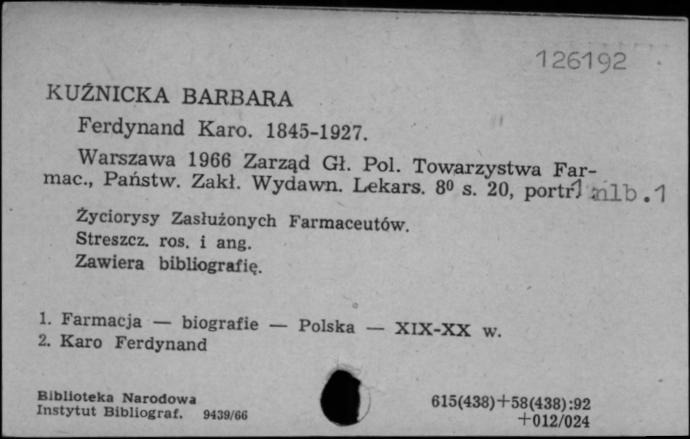 126192
KUŹNICKA BARBARA
Ferdynand Karo. 1845-1927.
Warszawa 1966 Zarząd Gł. Pol. Towarzystwa Far-
mac., Państw. Zakł. Wydawn. Lekars. 8⁰ s. 20, portr. nlb.1
Życiorysy Zasłużonych Farmaceutów.
Streszcz. ros. i ang.
Zawiera bibliografię.
1. Farmacja — biografie — Polska — XIX-XX w.
2. Karo Ferdynand
Biblioteka Narodowa
Instytut Bibliograf. 9439/66
615(438)+58(438):92
+012/024